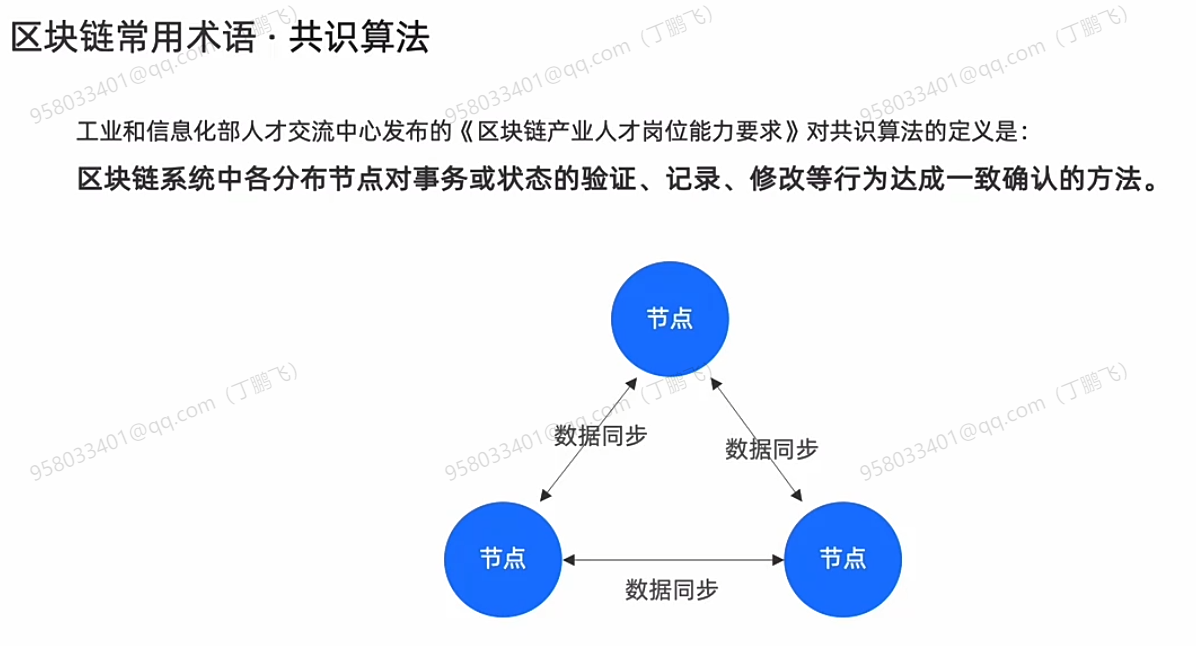 区块链常用术语 · 共识算法
工业和信息化部人才交流中心发布的《区块链产业人才岗位能力要求》对共识算法的定义是：
区块链系统中各分布节点对事务或状态的验证、记录、修改等行为达成一致确认的方法。
节点
数据同步
数据同步
节点
节点
数据同步
958033401@qq.com（丁鹏飞）
958033401@qq.com（丁鹏飞）
958033401@qq.com（丁鹏飞）
958033401@qq.com（丁鹏飞）
958033401@qq.com（丁鹏飞）
958033401@qq.com（丁鹏飞）